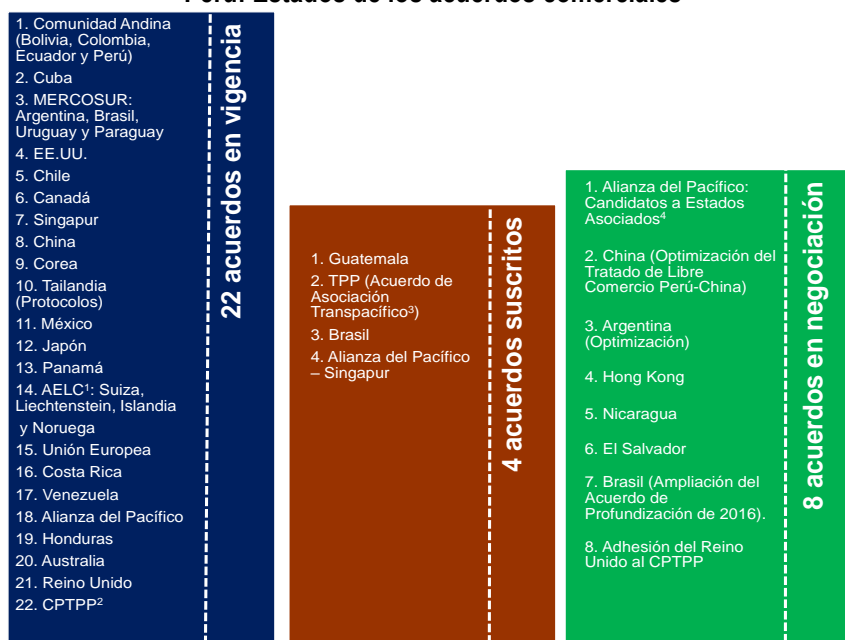 Perú: Estados de los acuerdos comerciales
1. Comunidad Andina
(Bolivia, Colombia,
Ecuador y Perú)
2. Cuba
3. MERCOSUR:
Argentina, Brasil,
Uruguay y Paraguay
4. EE.UU.
5. Chile
6. Canadá
7. Singapur
8. China
9. Corea
10. Tailandia
(Protocolos)
11. México
12. Japón
13. Panamá
14. AELC¹: Suiza,
Liechtenstein, Islandia
y Noruega
15. Unión Europea
16. Costa Rica
17. Venezuela
18. Alianza del Pacífico
19. Honduras
20. Australia
21. Reino Unido
22. CPTPP²
22 acuerdos en vigencia
1. Guatemala
2. TPP (Acuerdo de
Asociación
Transpacífico³)
3. Brasil
4. Alianza del Pacífico
– Singapur
4 acuerdos suscritos
1. Alianza del Pacífico:
Candidatos a Estados
Asociados⁴
2. China (Optimización del
Tratado de Libre
Comercio Perú-China)
3. Argentina
(Optimización)
4. Hong Kong
5. Nicaragua
6. El Salvador
7. Brasil (Ampliación del
Acuerdo de
Profundización de 2016).
8. Adhesión del Reino
Unido al CPTPP
8 acuerdos en negociación